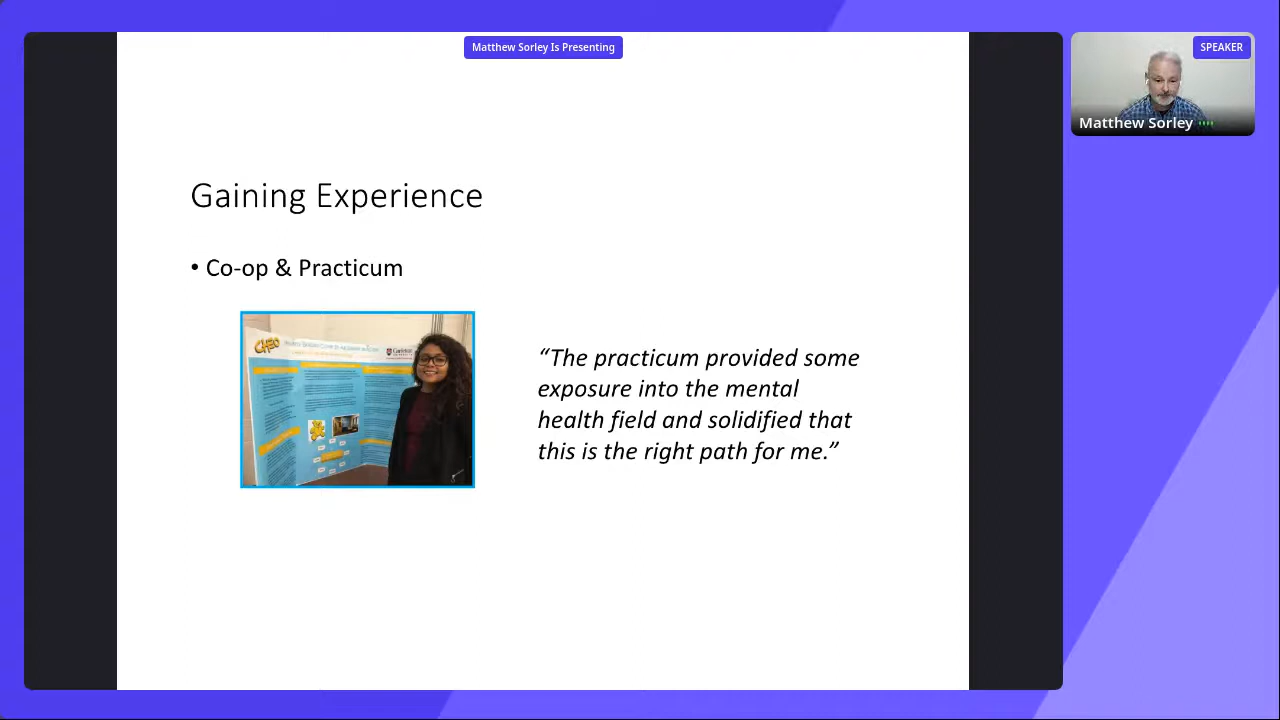 Matthew Sorley Is Presenting
SPEAKER
Matthew Sorley
Gaining Experience
• Co-op & Practicum
CHEO
Carleton
“The practicum provided some
exposure into the mental
health field and solidified that
this is the right path for me.”